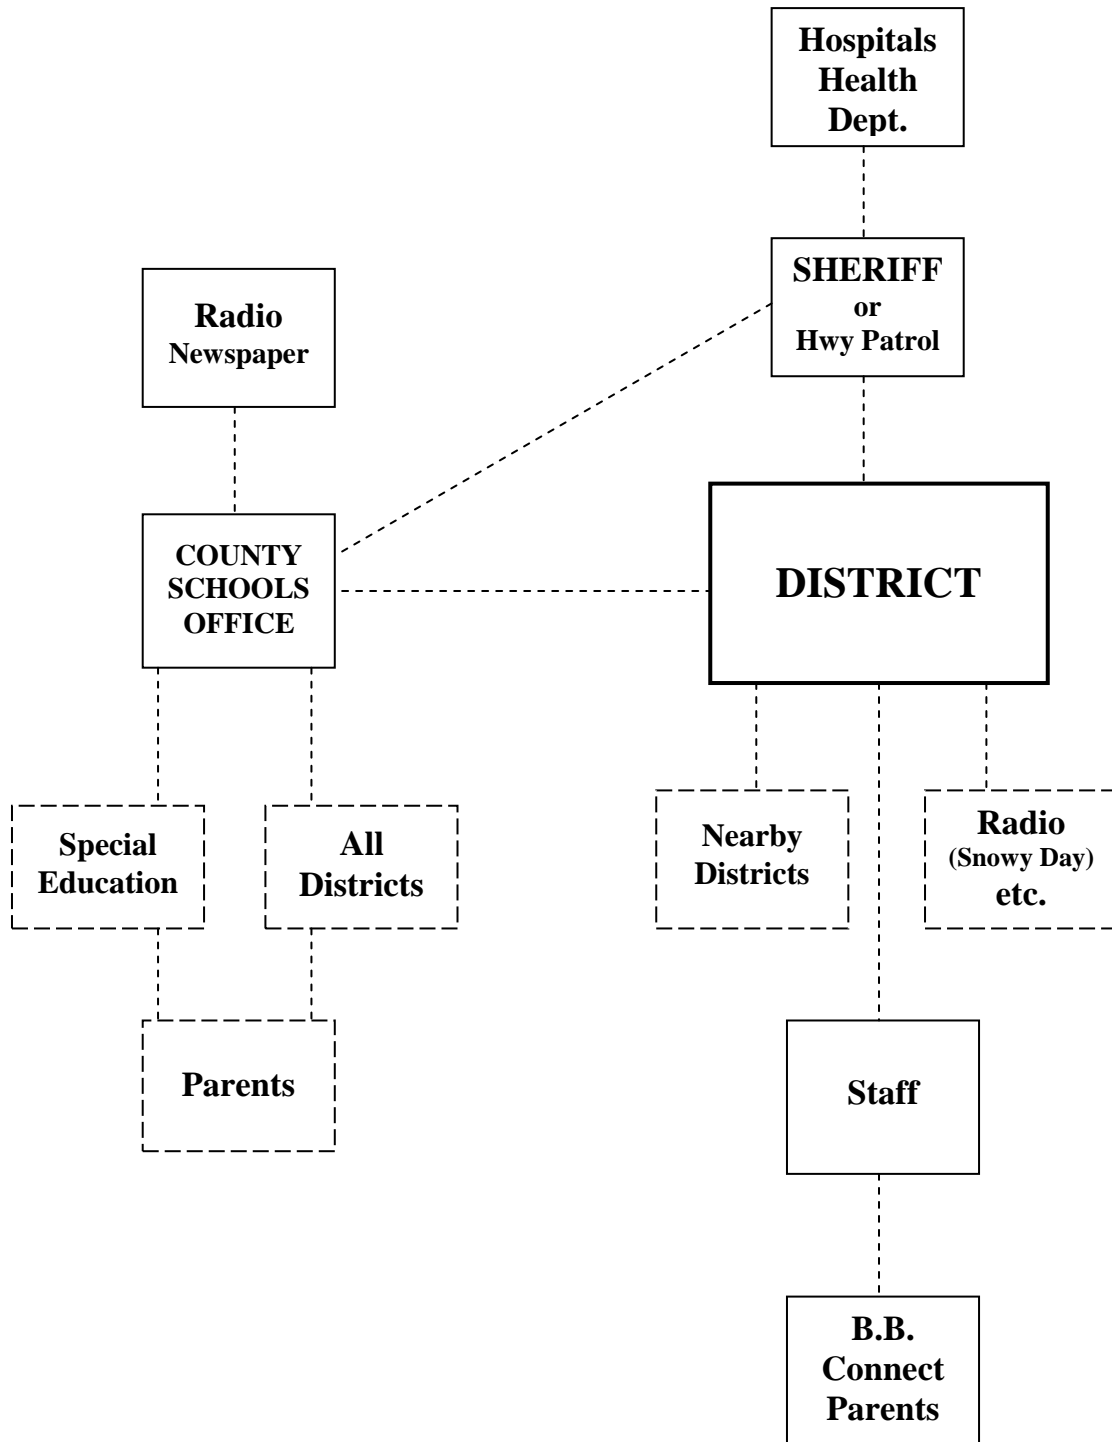 Hospitals
Health
Dept.
SHERIFF
or
Hwy Patrol
Radio
Newspaper
COUNTY
SCHOOLS
OFFICE
DISTRICT
Special
Education
All
Districts
Nearby
Districts
Radio
(Snowy Day)
etc.
Parents
Staff
B.B.
Connect
Parents